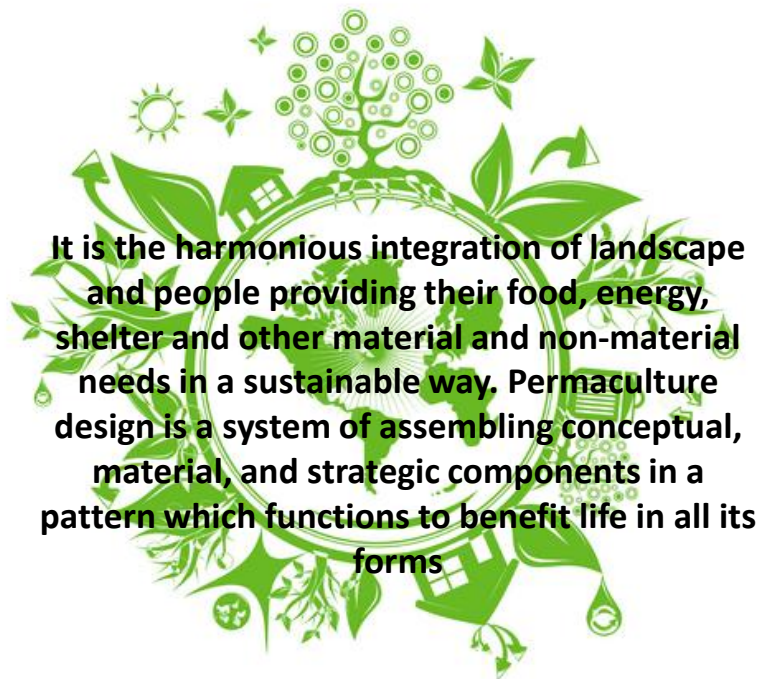 It is the harmonious integration of landscape
and people providing their food, energy,
shelter and other material and non-material
needs in a sustainable way. Permaculture
design is a system of assembling conceptual,
material, and strategic components in a
pattern which functions to benefit life in all its
forms